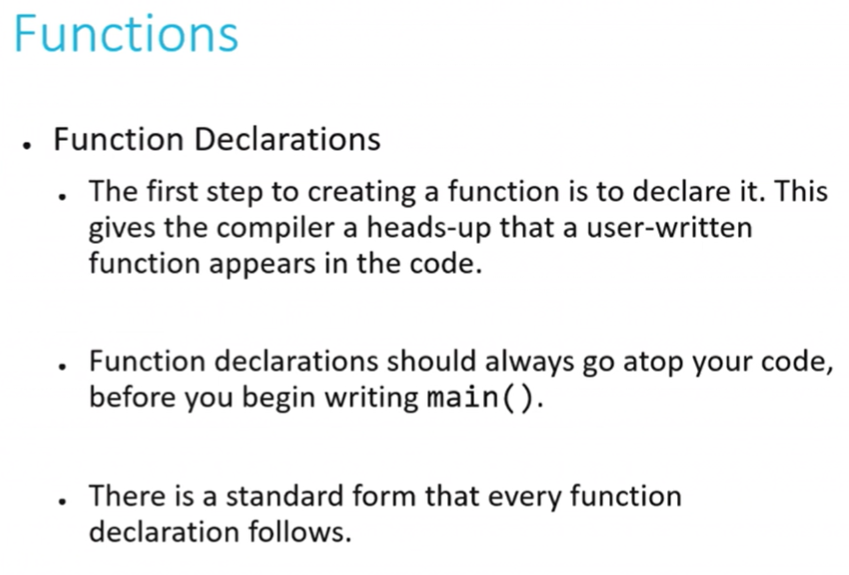 Functions
• Function Declarations
• The first step to creating a function is to declare it. This
gives the compiler a heads-up that a user-written
function appears in the code.
• Function declarations should always go atop your code,
before you begin writing main().
• There is a standard form that every function
declaration follows.